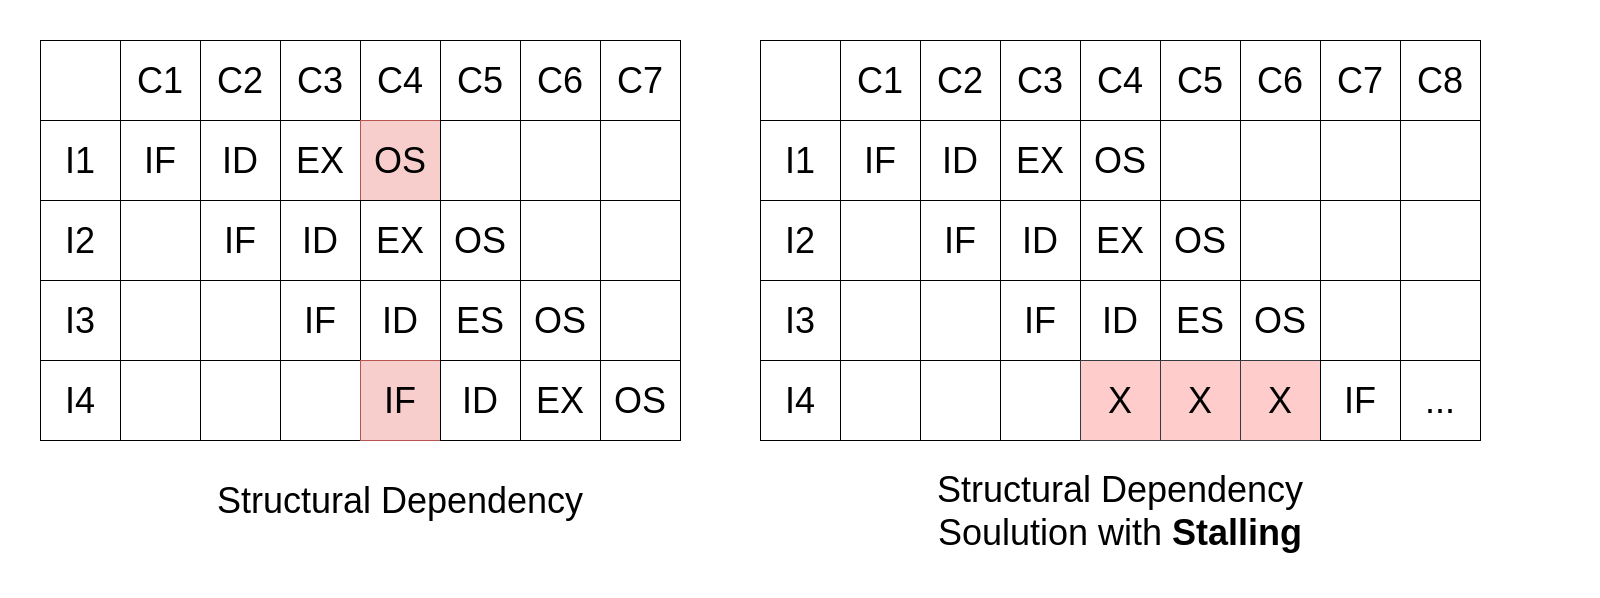 C1 C2 C3 C4 C5 C6 C7
I1 IF ID EX OS
I2 IF ID EX OS
I3 IF ID ES OS
I4 IF ID EX OS
Structural Dependency
C1 C2 C3 C4 C5 C6 C7 C8
I1 IF ID EX OS
I2 IF ID EX OS
I3 IF ID ES OS
I4 X X X IF ...
Structural Dependency
Soulution with Stalling